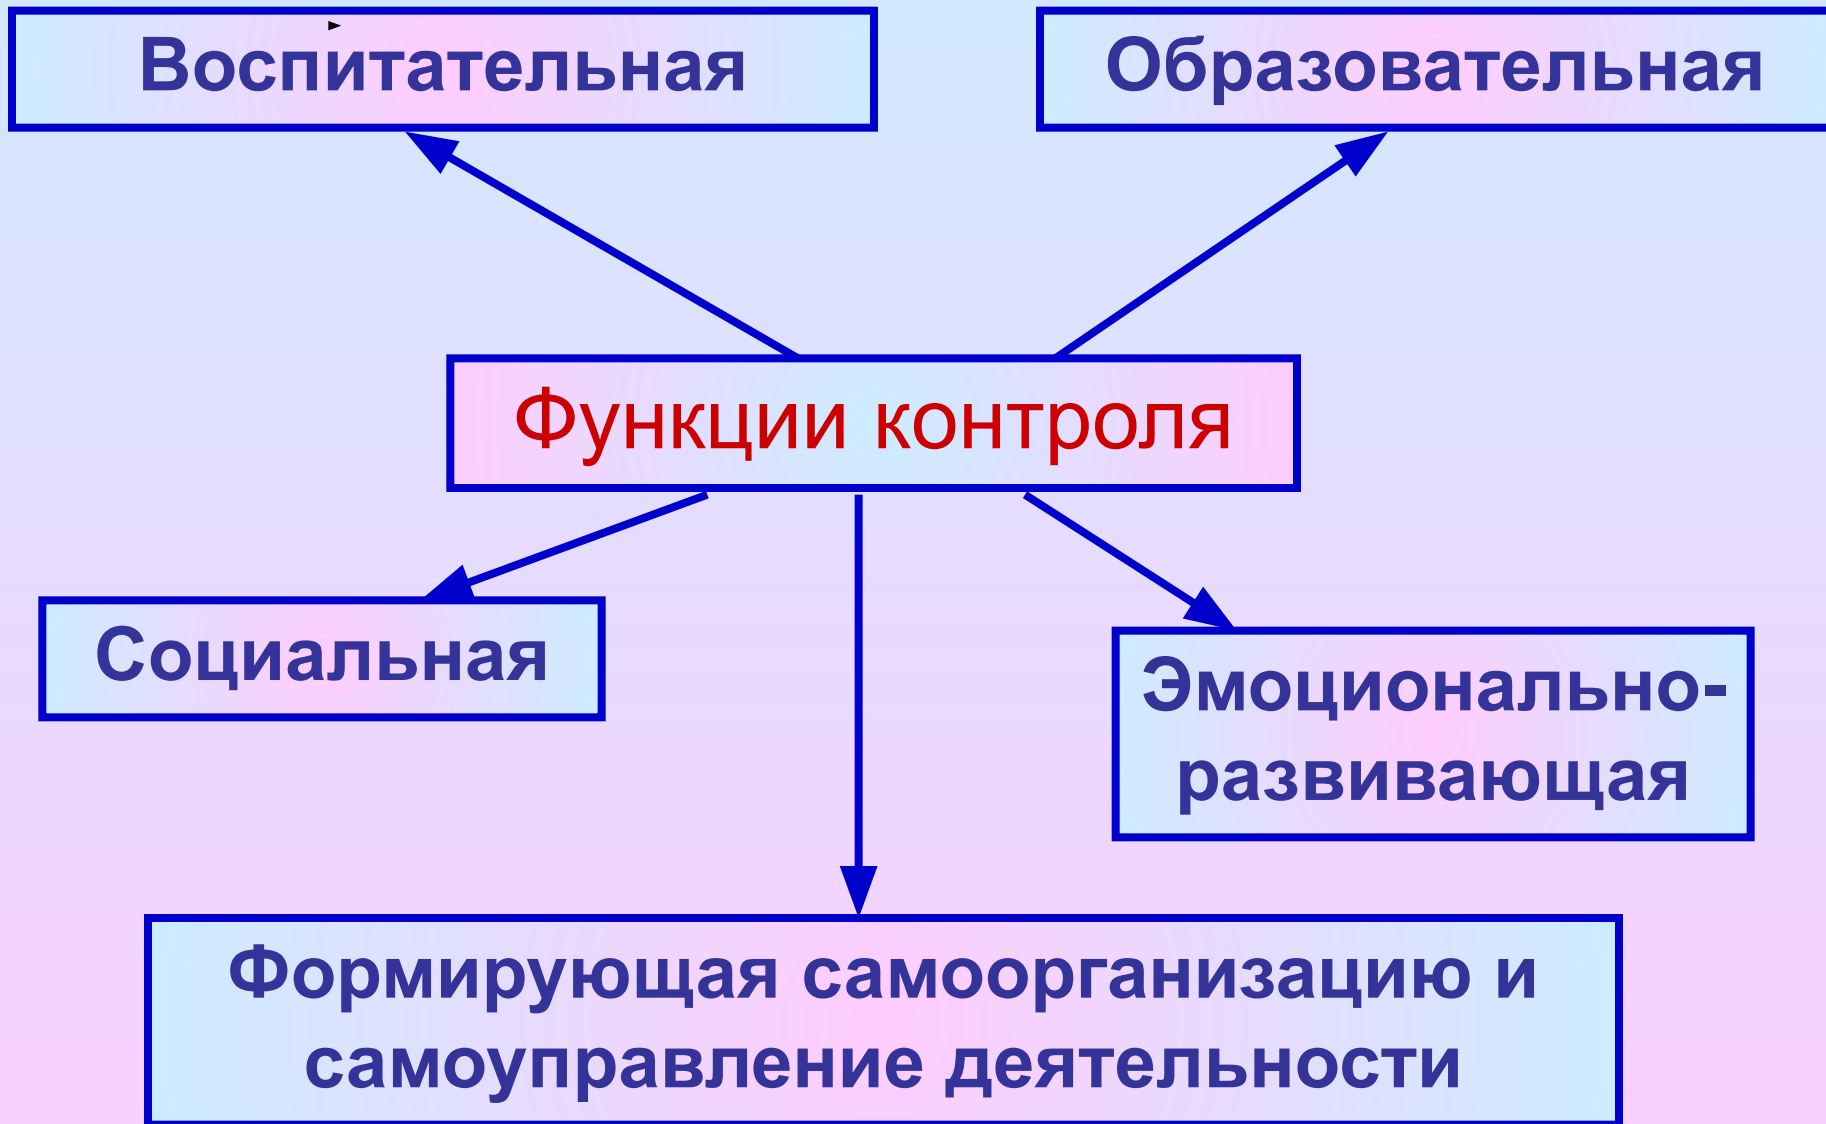 Воспитательная
Образовательная
Функции контроля
Социальная
Эмоционально-
развивающая
Формирующая самоорганизацию и
самоуправление деятельности